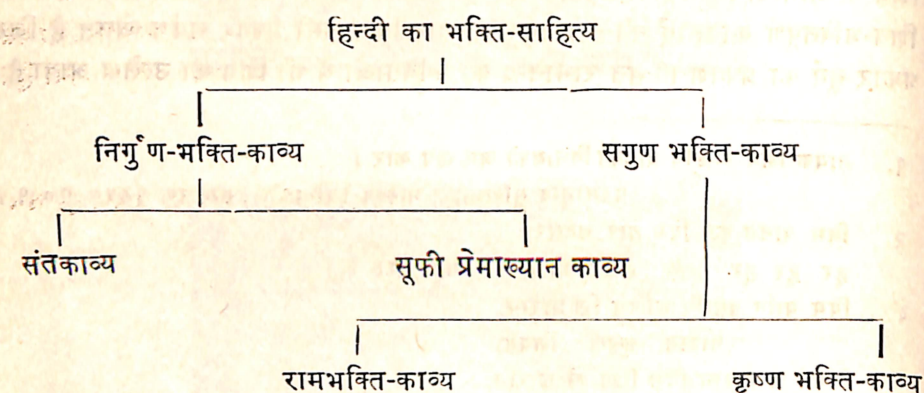 हिन्दी का भक्ति-साहित्य
निर्गुण-भक्ति-काव्य सगुण भक्ति-काव्य
संतकाव्य सूफी प्रेमाख्यान काव्य
रामभक्ति-काव्य कृष्ण भक्ति-काव्य